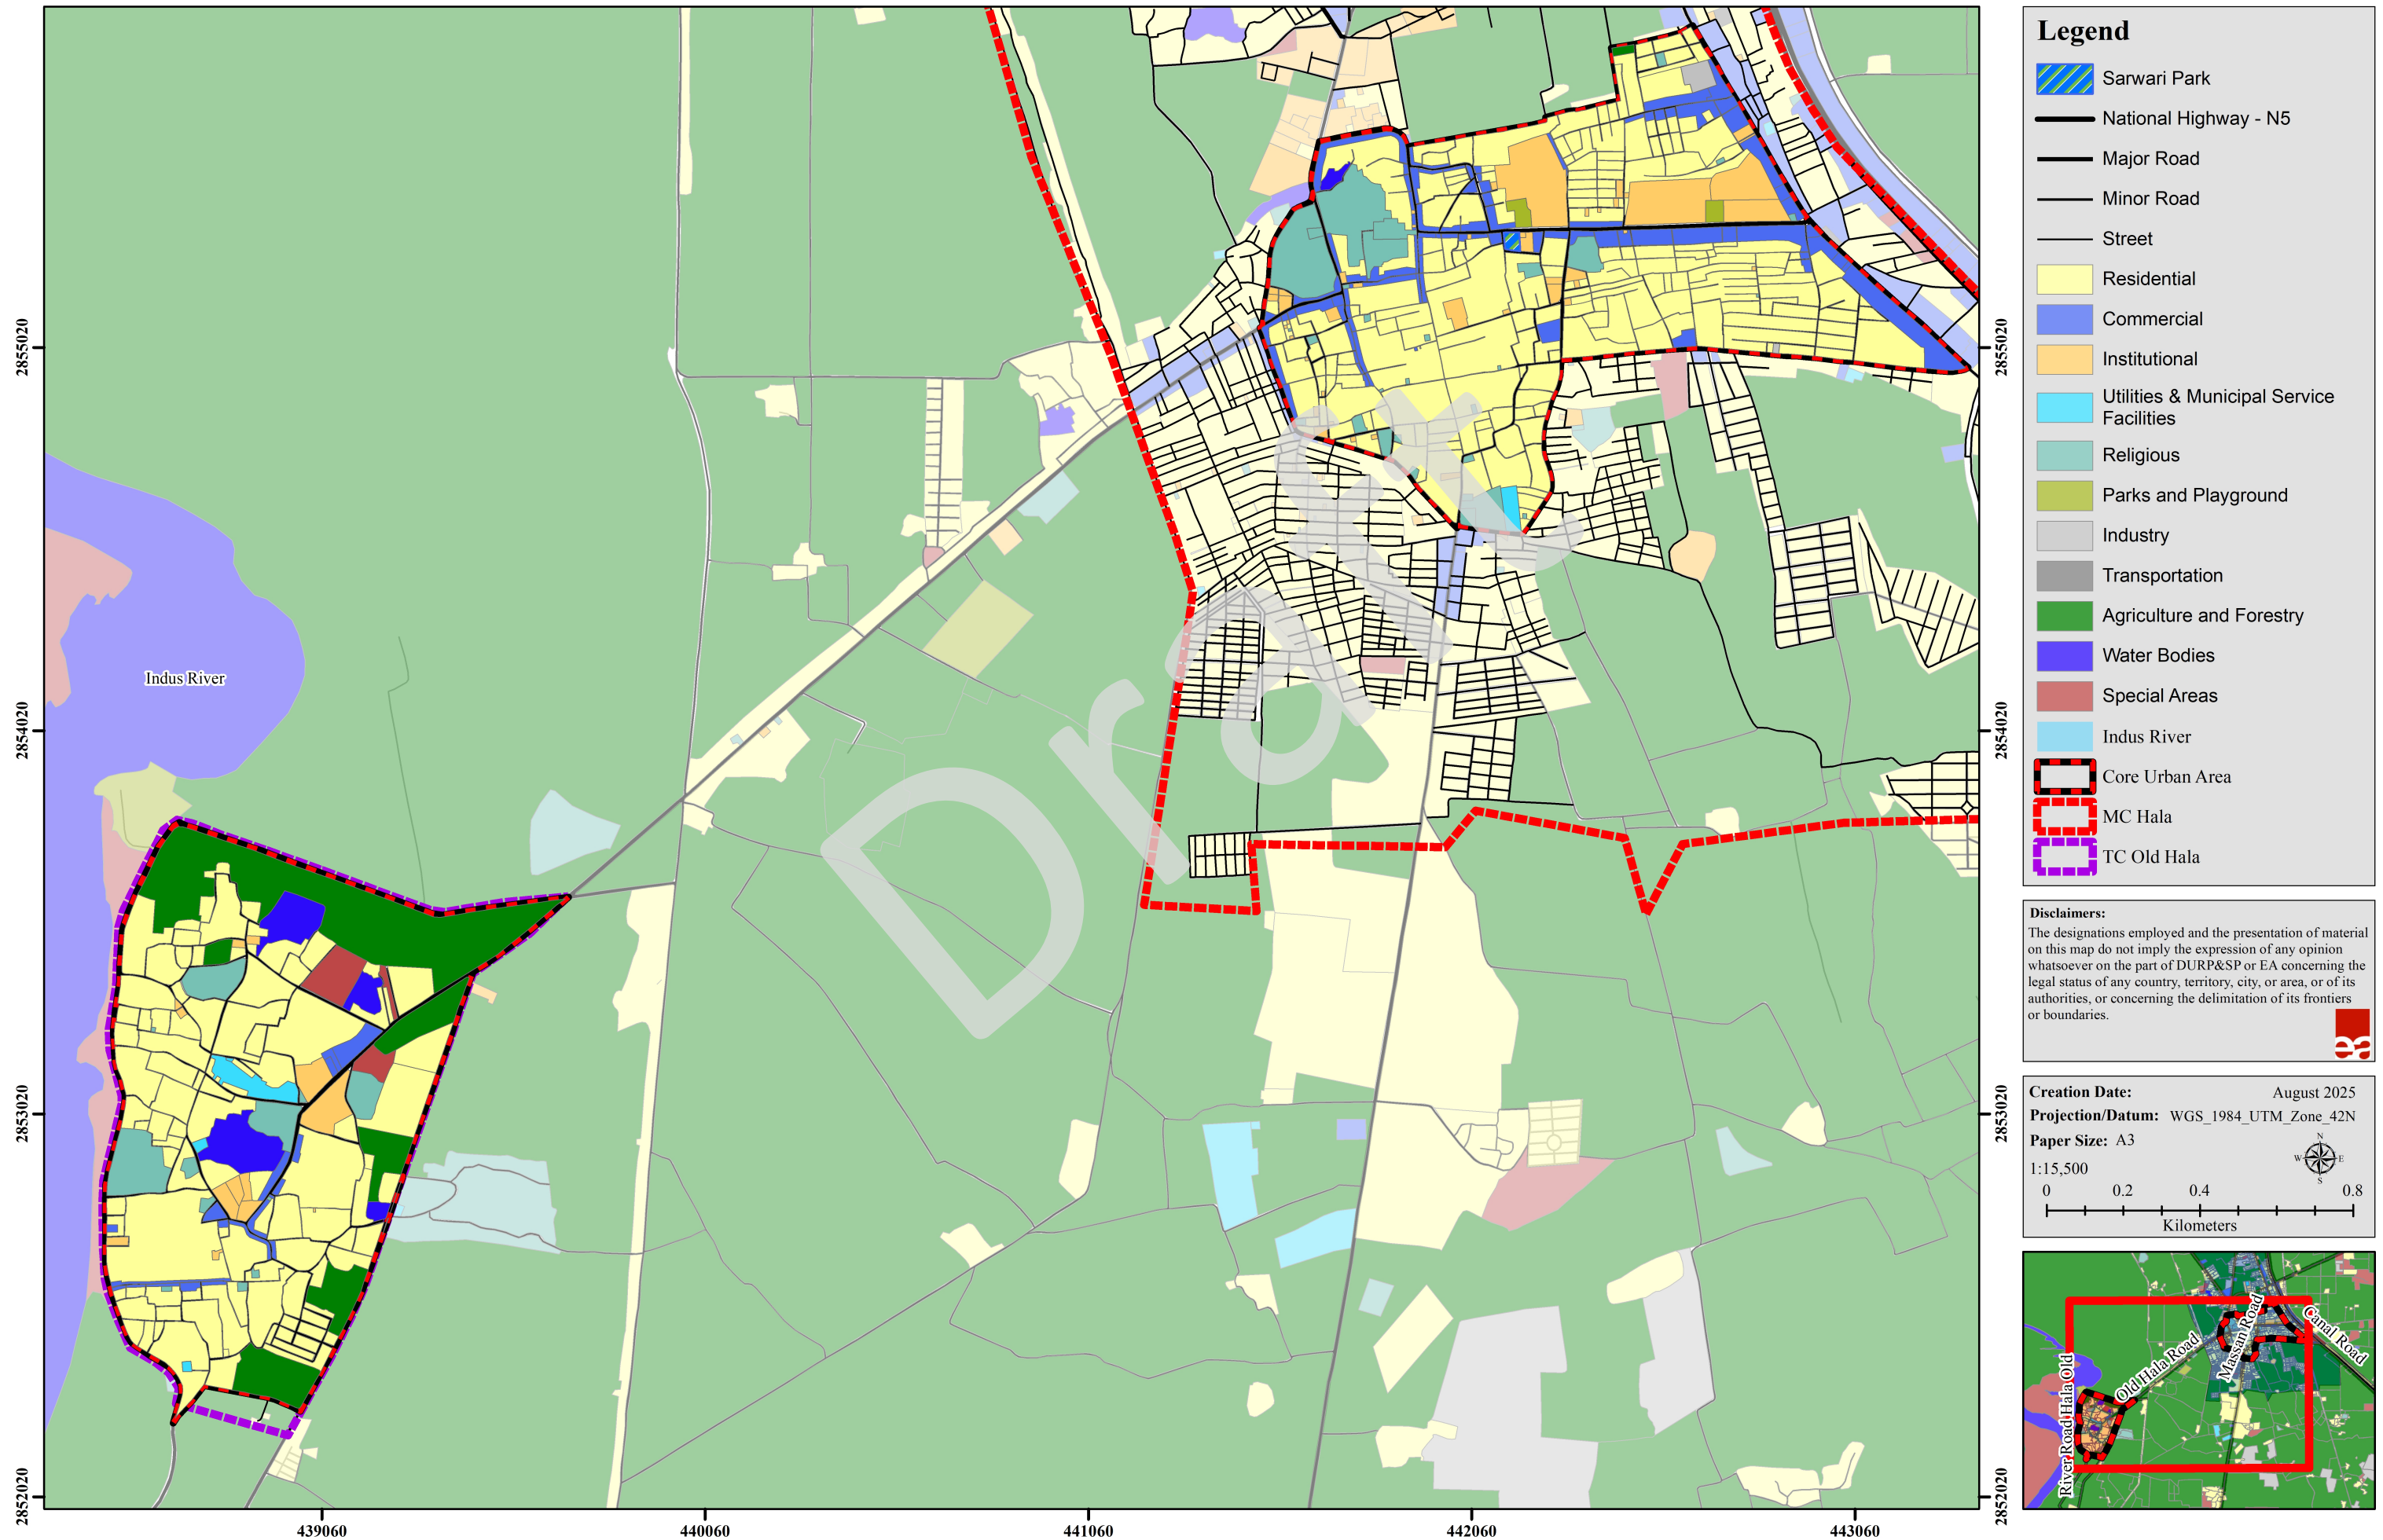 Legend
Sarwari Park
National Highway - N5
Major Road
Minor Road
Street
Residential
Commercial
Institutional
Utilities & Municipal Service
Facilities
Religious
Parks and Playground
Industry
Transportation
Agriculture and Forestry
Water Bodies
Special Areas
Indus River
Core Urban Area
MC Hala
TC Old Hala
Disclaimers:
The designations employed and the presentation of material
on this map do not imply the expression of any opinion
whatsoever on the part of DURP&SP or EA concerning the
legal status of any country, territory, city, or area, or of its
authorities, or concerning the delimitation of its frontiers
or boundaries.
ea
Creation Date: August 2025
Projection/Datum: WGS_1984_UTM_Zone_42N
Paper Size: A3
1:15,500
N
W E
S
0 0.2 0.4 0.8
Kilometers
River Road Hala Old
Old Hala Road
Massan Road
Canal Road
Indus River
Draft
2855020
2854020
2853020
2852020
2855020
2854020
2853020
2852020
439060 440060 441060 442060 443060